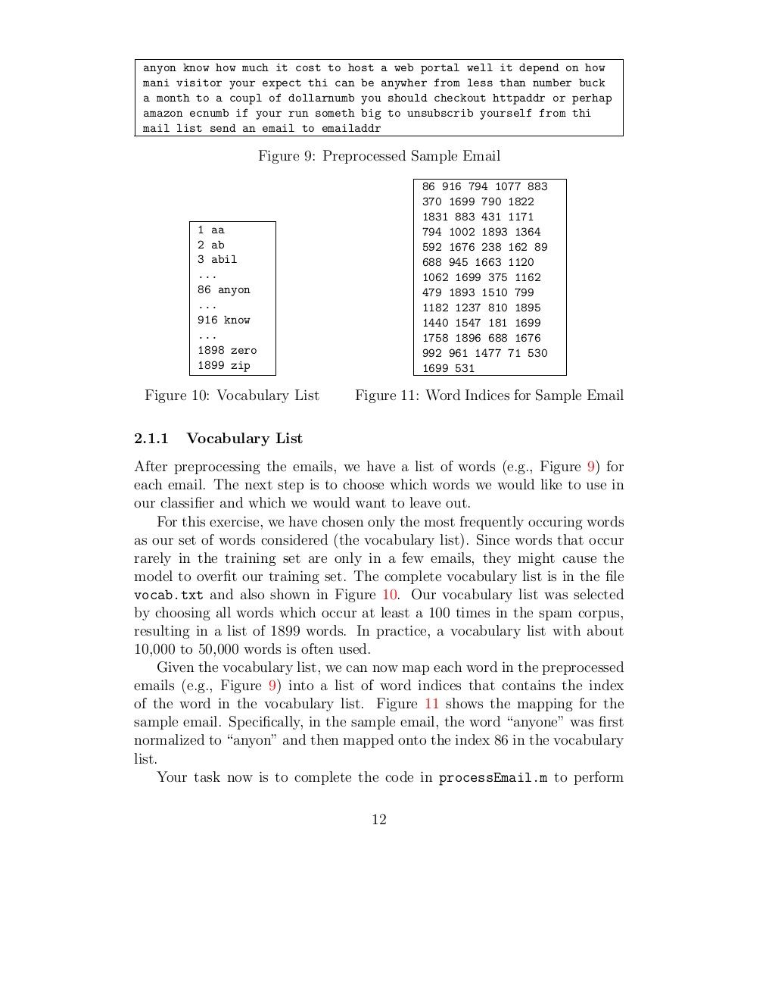 anyon know how much it cost to host a web portal well it depend on how
mani visitor your expect thi can be anywher from less than number buck
a month to a coupl of dollarnumb you should checkout httpaddr or perhap
amazon ecnumb if your run someth big to unsubscrib yourself from thi
mail list send an email to emailaddr
Figure 9: Preprocessed Sample Email
1 aa
2 ab
3 abil
...
86 anyon
...
916 know
...
1898 zero
1899 zip
Figure 10: Vocabulary List
86 916 794 1077 883
370 1699 790 1822
1831 883 431 1171
794 1002 1893 1364
592 1676 238 162 89
688 945 1663 1120
1062 1699 375 1162
479 1893 1510 799
1182 1237 810 1895
1440 1547 181 1699
1758 1896 688 1676
992 961 1477 71 530
1699 531
Figure 11: Word Indices for Sample Email
2.1.1 Vocabulary List
After preprocessing the emails, we have a list of words (e.g., Figure 9) for
each email. The next step is to choose which words we would like to use in
our classifier and which we would want to leave out.
For this exercise, we have chosen only the most frequently occuring words
as our set of words considered (the vocabulary list). Since words that occur
rarely in the training set are only in a few emails, they might cause the
model to overfit our training set. The complete vocabulary list is in the file
vocab.txt and also shown in Figure 10. Our vocabulary list was selected
by choosing all words which occur at least a 100 times in the spam corpus,
resulting in a list of 1899 words. In practice, a vocabulary list with about
10,000 to 50,000 words is often used.
Given the vocabulary list, we can now map each word in the preprocessed
emails (e.g., Figure 9) into a list of word indices that contains the index
of the word in the vocabulary list. Figure 11 shows the mapping for the
sample email. Specifically, in the sample email, the word “anyone” was first
normalized to “anyon” and then mapped onto the index 86 in the vocabulary
list.
Your task now is to complete the code in processEmail.m to perform
12